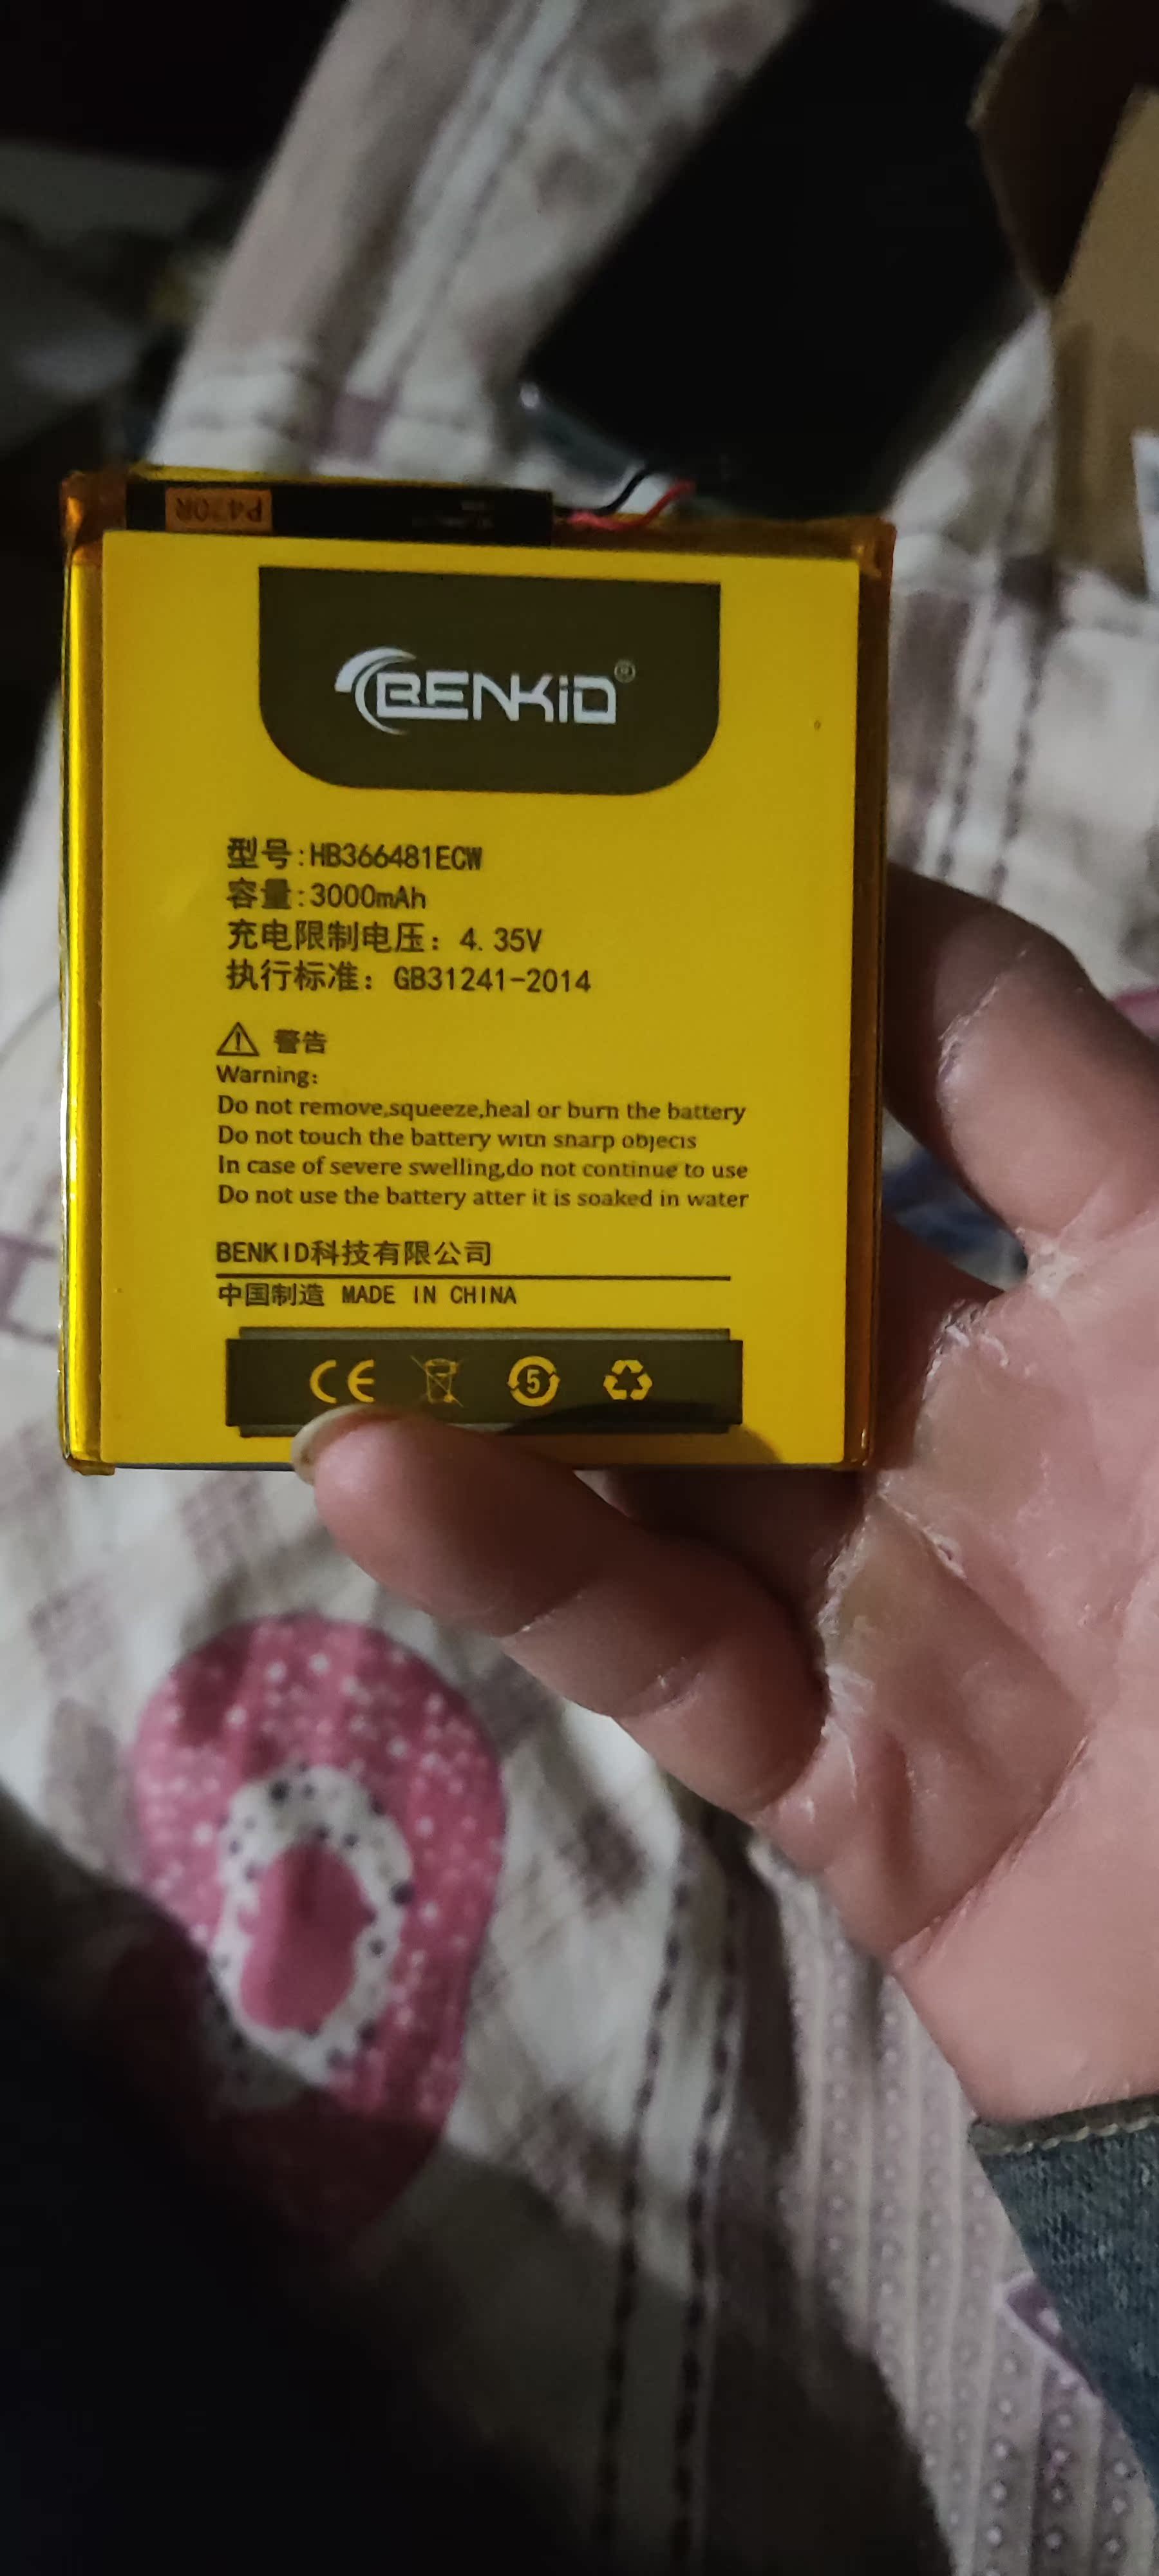 P420R
BENKID®
型号:HB366481ECW
容量:3000mAh
充电限制电压: 4.35V
执行标准: GB31241-2014
警告
Warning:
Do not remove,squeeze,heal or burn the battery
Do not touch the battery witn snarp objecis
In case of severe swelling,do not continue to use
Do not use the battery atter it is soaked in water
BENKID科技有限公司
中国制造 MADE IN CHINA
CE 5